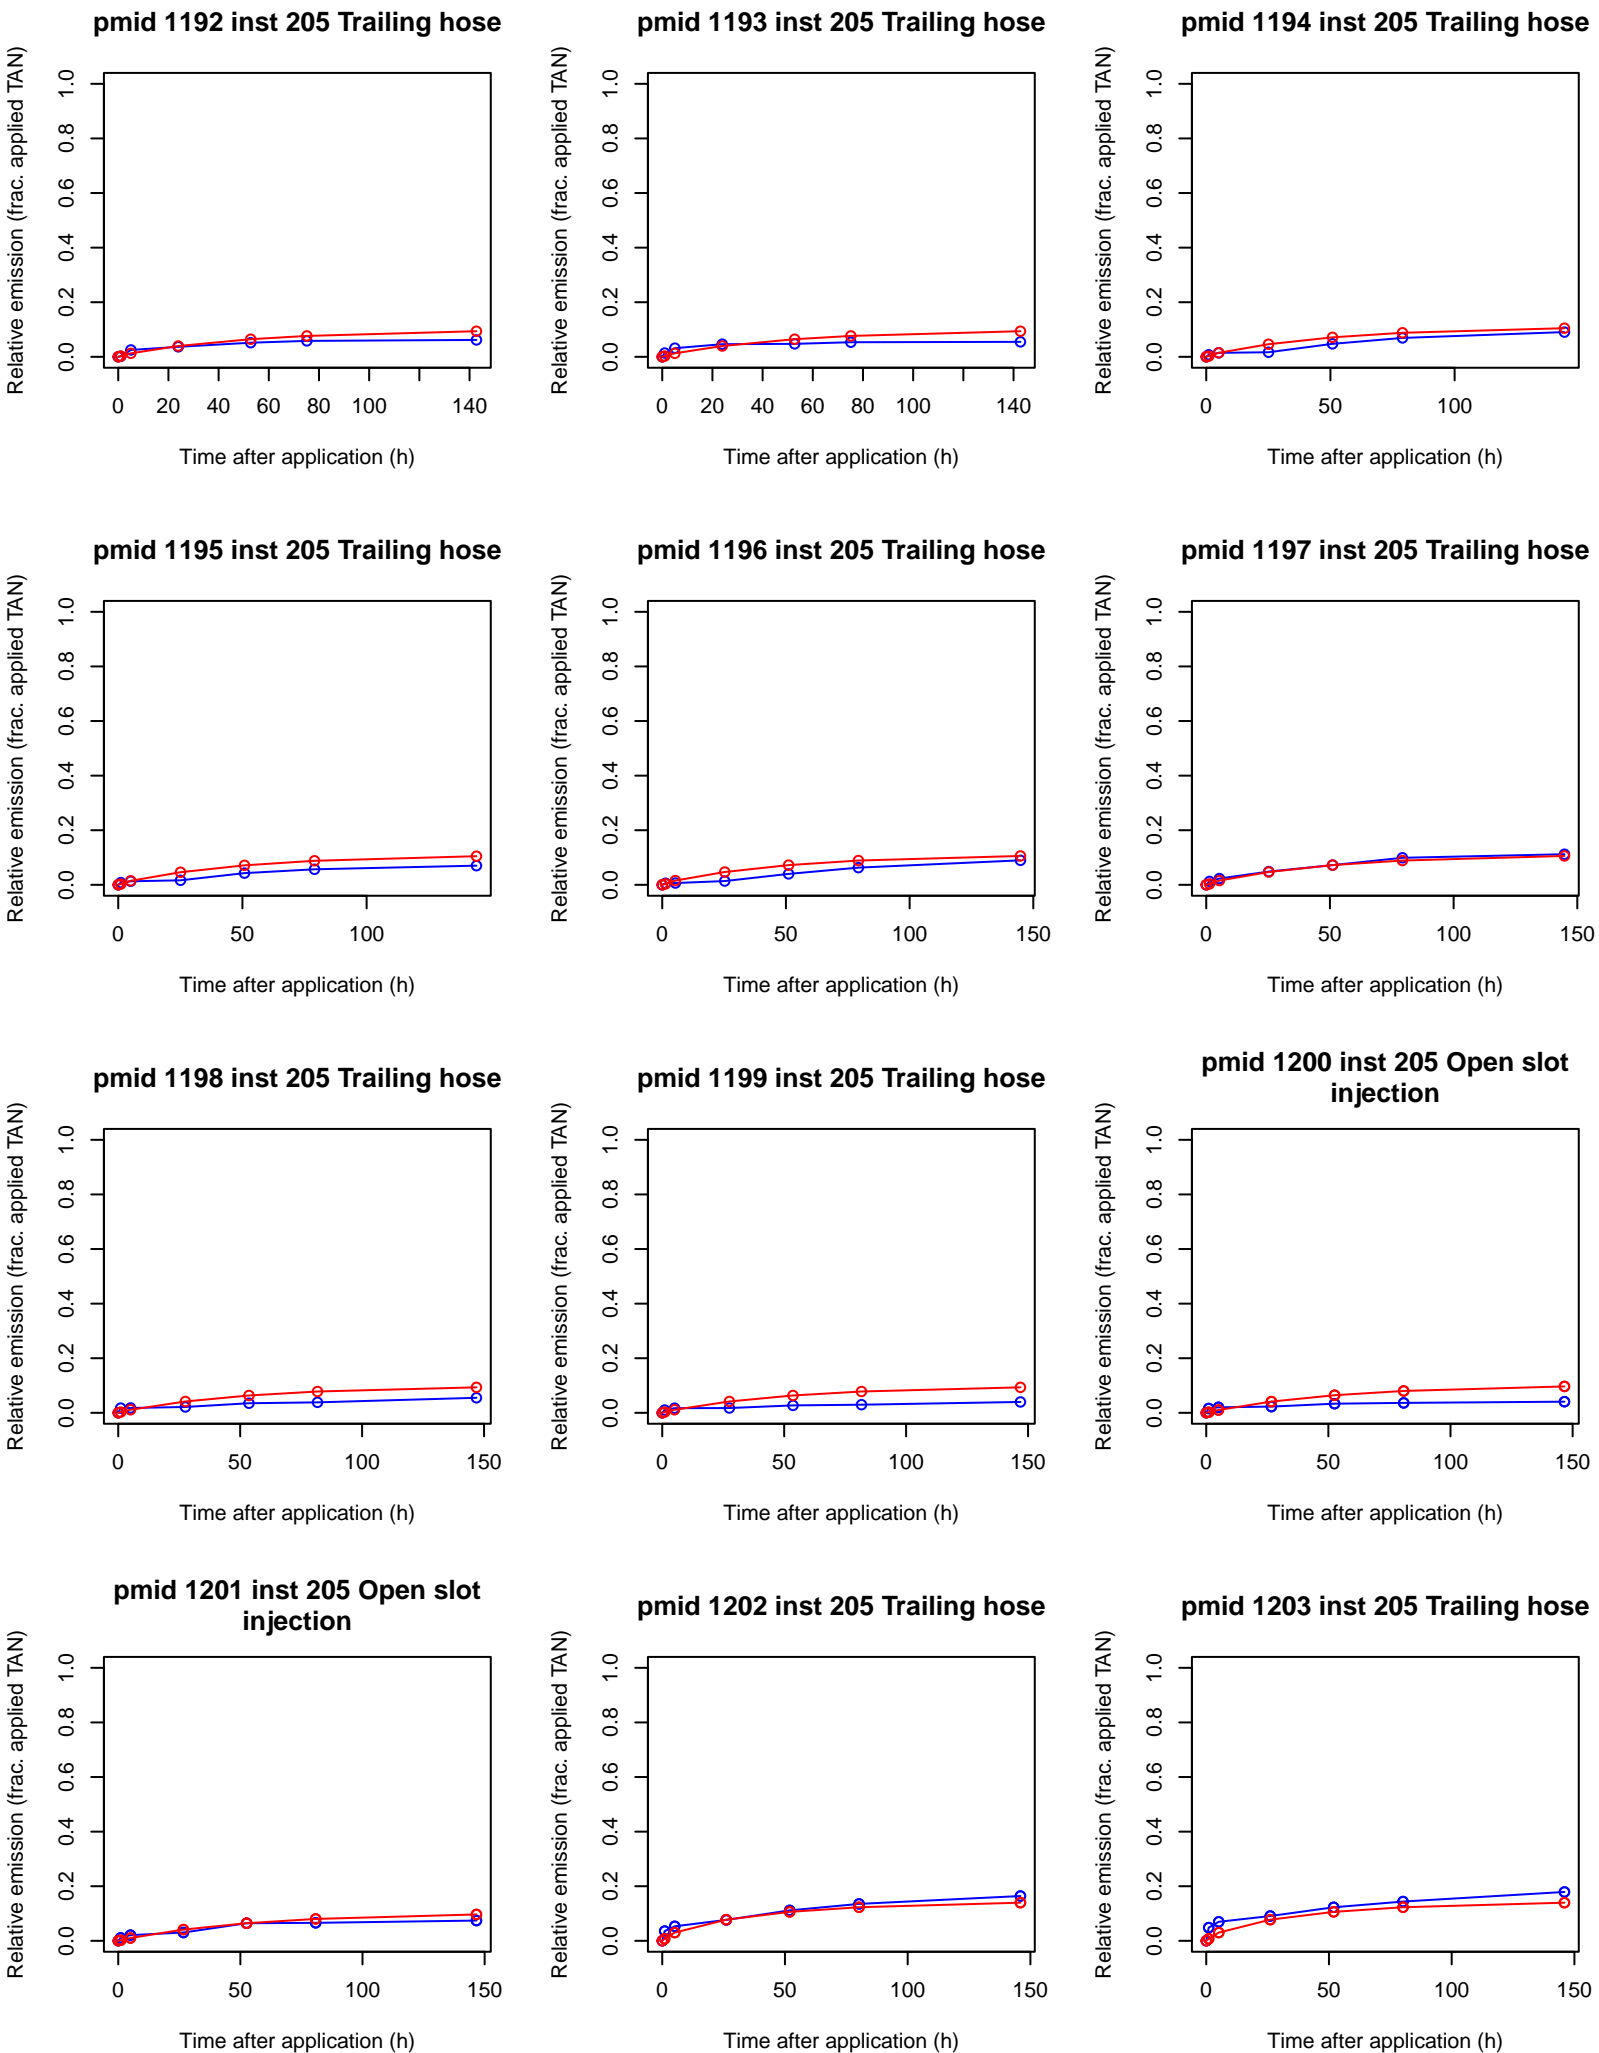 pmid 1192 inst 205 Trailing hose
Relative emission (frac. applied TAN)
1.0
0.8
0.6
0.4
0.2
0.0
0 20 40 60 80 100 140
Time after application (h)
pmid 1193 inst 205 Trailing hose
Relative emission (frac. applied TAN)
1.0
0.8
0.6
0.4
0.2
0.0
0 20 40 60 80 100 140
Time after application (h)
pmid 1194 inst 205 Trailing hose
Relative emission (frac. applied TAN)
1.0
0.8
0.6
0.4
0.2
0.0
0 50 100
Time after application (h)
pmid 1195 inst 205 Trailing hose
Relative emission (frac. applied TAN)
1.0
0.8
0.6
0.4
0.2
0.0
0 50 100
Time after application (h)
pmid 1196 inst 205 Trailing hose
Relative emission (frac. applied TAN)
1.0
0.8
0.6
0.4
0.2
0.0
0 50 100 150
Time after application (h)
pmid 1197 inst 205 Trailing hose
Relative emission (frac. applied TAN)
1.0
0.8
0.6
0.4
0.2
0.0
0 50 100 150
Time after application (h)
pmid 1198 inst 205 Trailing hose
Relative emission (frac. applied TAN)
1.0
0.8
0.6
0.4
0.2
0.0
0 50 100 150
Time after application (h)
pmid 1199 inst 205 Trailing hose
Relative emission (frac. applied TAN)
1.0
0.8
0.6
0.4
0.2
0.0
0 50 100 150
Time after application (h)
pmid 1200 inst 205 Open slot
injection
Relative emission (frac. applied TAN)
1.0
0.8
0.6
0.4
0.2
0.0
0 50 100 150
Time after application (h)
pmid 1201 inst 205 Open slot
injection
Relative emission (frac. applied TAN)
1.0
0.8
0.6
0.4
0.2
0.0
0 50 100 150
Time after application (h)
pmid 1202 inst 205 Trailing hose
Relative emission (frac. applied TAN)
1.0
0.8
0.6
0.4
0.2
0.0
0 50 100 150
Time after application (h)
pmid 1203 inst 205 Trailing hose
Relative emission (frac. applied TAN)
1.0
0.8
0.6
0.4
0.2
0.0
0 50 100 150
Time after application (h)